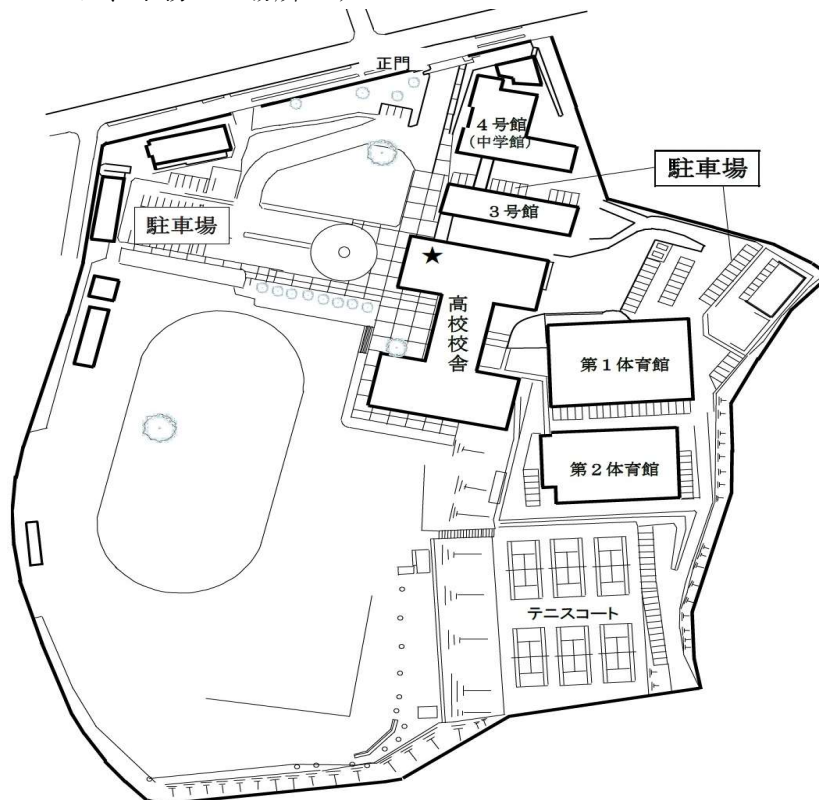 正門
4号館
(中学館)
駐車場
3号館
駐車場
★
高校校舎
第1体育館
第2体育館
テニスコート